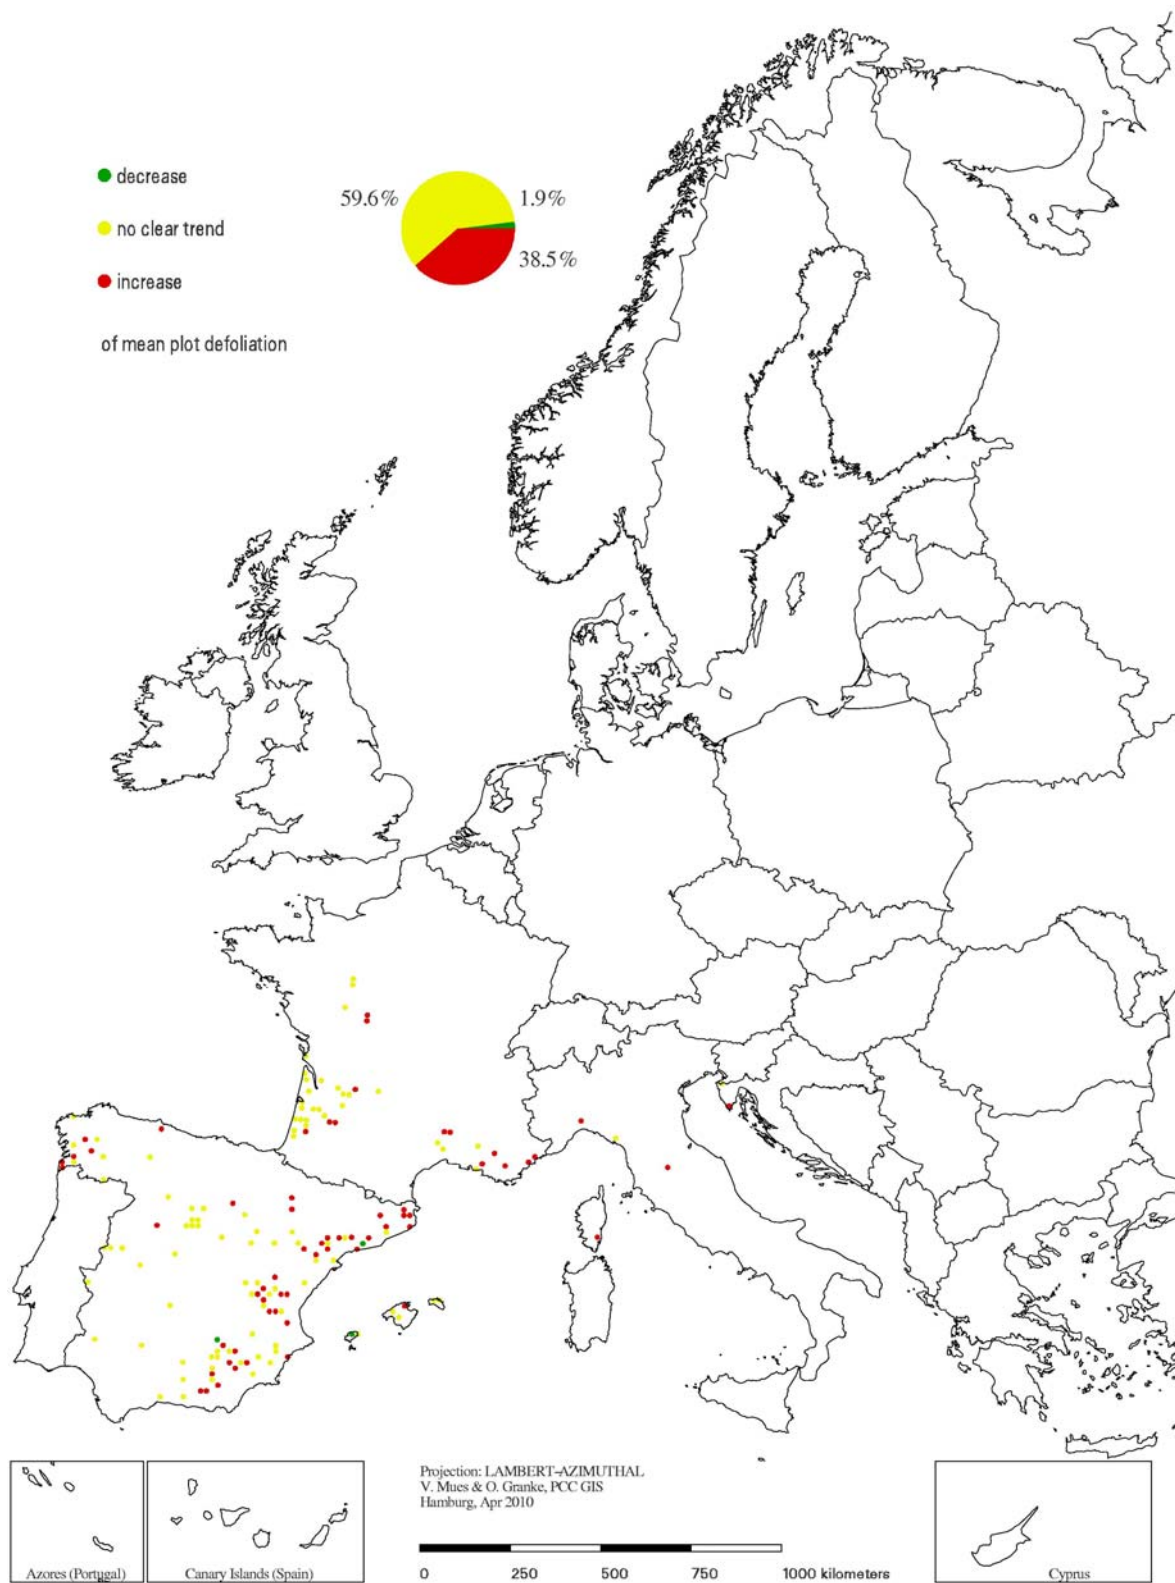 decrease
59.6%
1.9%
no clear trend
38.5%
increase
of mean plot defoliation
Projection: LAMBERT-AZIMUTHAL
V. Mues & O. Granke, PCC GIS
Hamburg, Apr 2010
Azores (Portugal)
Canary Islands (Spain)
0 250 500 750 1000 kilometers
Cyprus